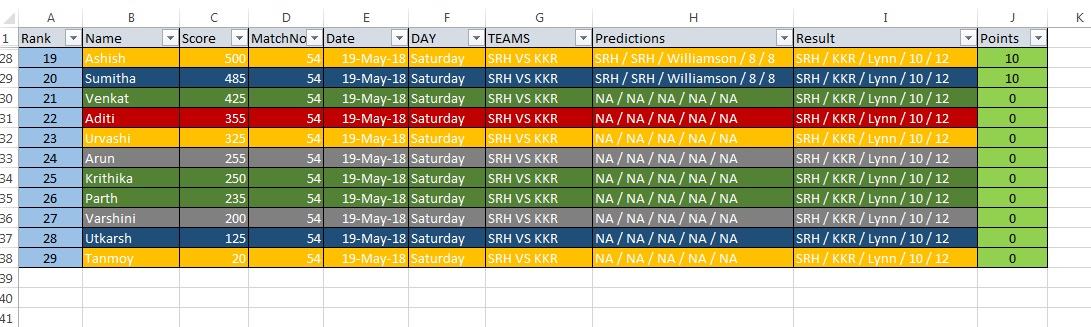 A B C D E F G H I J K
1 Rank Name Score MatchNo Date DAY TEAMS Predictions Result Points
28 19 Ashish 500 54 19-May-18 Saturday SRH VS KKR SRH / SRH / Williamson / 8 / 8 SRH / KKR / Lynn / 10 / 12 10
29 20 Sumitha 485 54 19-May-18 Saturday SRH VS KKR SRH / SRH / Williamson / 8 / 8 SRH / KKR / Lynn / 10 / 12 10
30 21 Venkat 425 54 19-May-18 Saturday SRH VS KKR NA / NA / NA / NA / NA SRH / KKR / Lynn / 10 / 12 0
31 22 Aditi 355 54 19-May-18 Saturday SRH VS KKR NA / NA / NA / NA / NA SRH / KKR / Lynn / 10 / 12 0
32 23 Urvashi 325 54 19-May-18 Saturday SRH VS KKR NA / NA / NA / NA / NA SRH / KKR / Lynn / 10 / 12 0
33 24 Arun 255 54 19-May-18 Saturday SRH VS KKR NA / NA / NA / NA / NA SRH / KKR / Lynn / 10 / 12 0
34 25 Krithika 250 54 19-May-18 Saturday SRH VS KKR NA / NA / NA / NA / NA SRH / KKR / Lynn / 10 / 12 0
35 26 Parth 235 54 19-May-18 Saturday SRH VS KKR NA / NA / NA / NA / NA SRH / KKR / Lynn / 10 / 12 0
36 27 Varshini 200 54 19-May-18 Saturday SRH VS KKR NA / NA / NA / NA / NA SRH / KKR / Lynn / 10 / 12 0
37 28 Utkarsh 125 54 19-May-18 Saturday SRH VS KKR NA / NA / NA / NA / NA SRH / KKR / Lynn / 10 / 12 0
38 29 Tanmoy 20 54 19-May-18 Saturday SRH VS KKR NA / NA / NA / NA / NA SRH / KKR / Lynn / 10 / 12 0
39
40
41